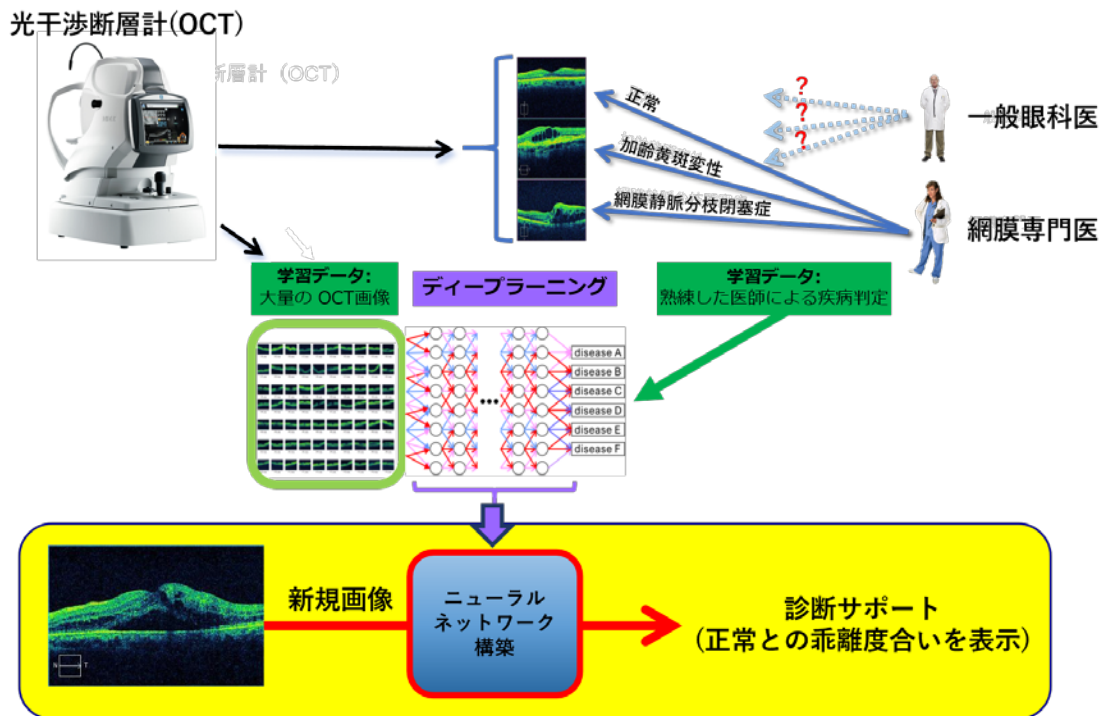 光干渉断層計(OCT)
断層計（OCT）
正常
加齢黄斑変性
網膜静脈分枝閉塞症
?
?
?
一般眼科医
網膜専門医
学習データ:
大量の OCT画像
ディープラーニング
学習データ:
熟練した医師による疾病判定
disease A
disease B
disease C
disease D
disease E
disease F
•••
新規画像
ニューラル
ネットワーク
構築
診断サポート
(正常との乖離度合いを表示)
N
T